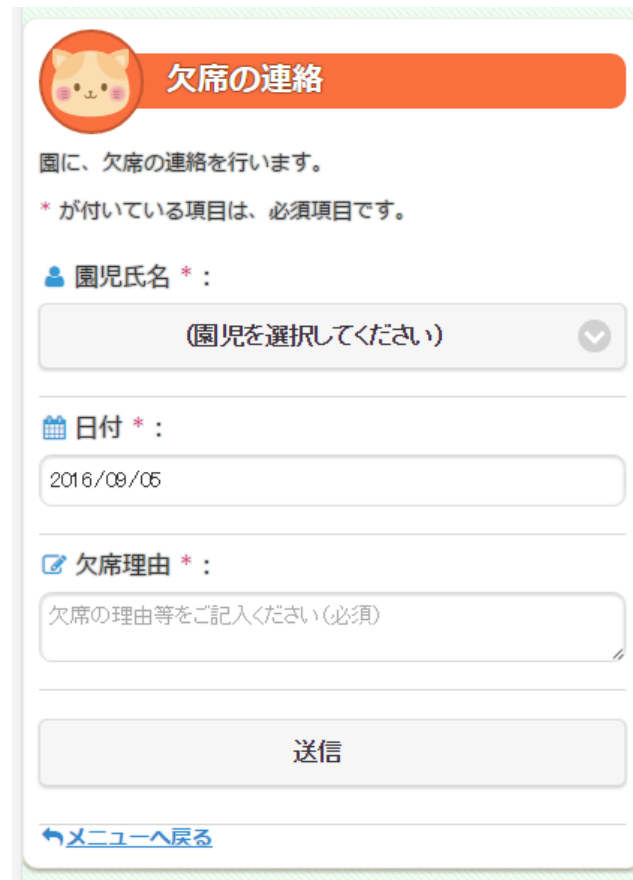 欠席の連絡
園に、欠席の連絡を行います。
* が付いている項目は、必須項目です。
園児氏名 * :
(園児を選択してください)
日付 * :
2016/09/05
欠席理由 * :
欠席の理由等をご記入ください(必須)
送信
メニューへ戻る